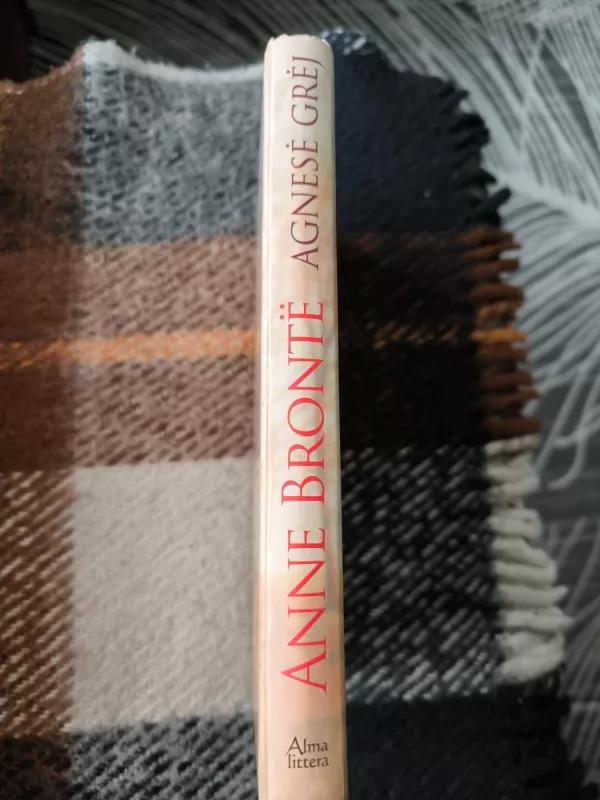 ANNE BRONTË AGNESĖ GRĖJ
Alma
littera